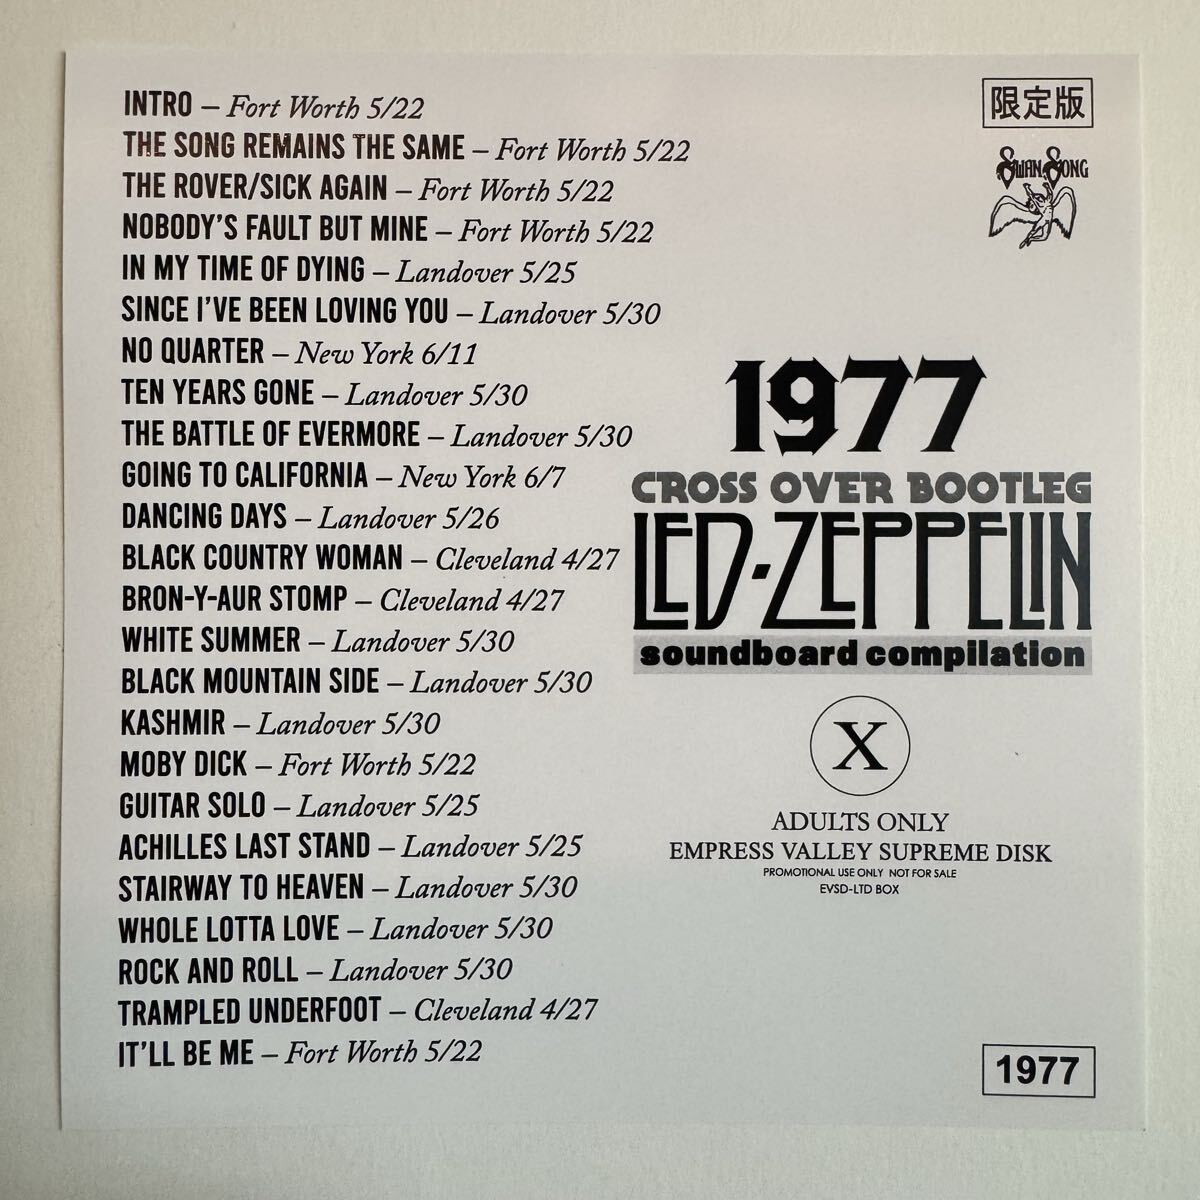 INTRO – Fort Worth 5/22
THE SONG REMAINS THE SAME – Fort Worth 5/22
THE ROVER/SICK AGAIN – Fort Worth 5/22
NOBODY'S FAULT BUT MINE – Fort Worth 5/22
IN MY TIME OF DYING – Landover 5/25
SINCE I'VE BEEN LOVING YOU – Landover 5/30
NO QUARTER – New York 6/11
TEN YEARS GONE – Landover 5/30
THE BATTLE OF EVERMORE – Landover 5/30
GOING TO CALIFORNIA – New York 6/7
DANCING DAYS – Landover 5/26
BLACK COUNTRY WOMAN – Cleveland 4/27
BRON-Y-AUR STOMP – Cleveland 4/27
WHITE SUMMER – Landover 5/30
BLACK MOUNTAIN SIDE – Landover 5/30
KASHMIR – Landover 5/30
MOBY DICK – Fort Worth 5/22
GUITAR SOLO – Landover 5/25
ACHILLES LAST STAND – Landover 5/25
STAIRWAY TO HEAVEN – Landover 5/30
WHOLE LOTTA LOVE – Landover 5/30
ROCK AND ROLL – Landover 5/30
TRAMPLED UNDERFOOT – Cleveland 4/27
IT'LL BE ME – Fort Worth 5/22
限定版
SWAN SONG
1977
CROSS OVER BOOTLEG
LED-ZEPPELIN
soundboard compilation
X
ADULTS ONLY
EMPRESS VALLEY SUPREME DISK
PROMOTIONAL USE ONLY NOT FOR SALE
EVSD-LTD BOX
1977